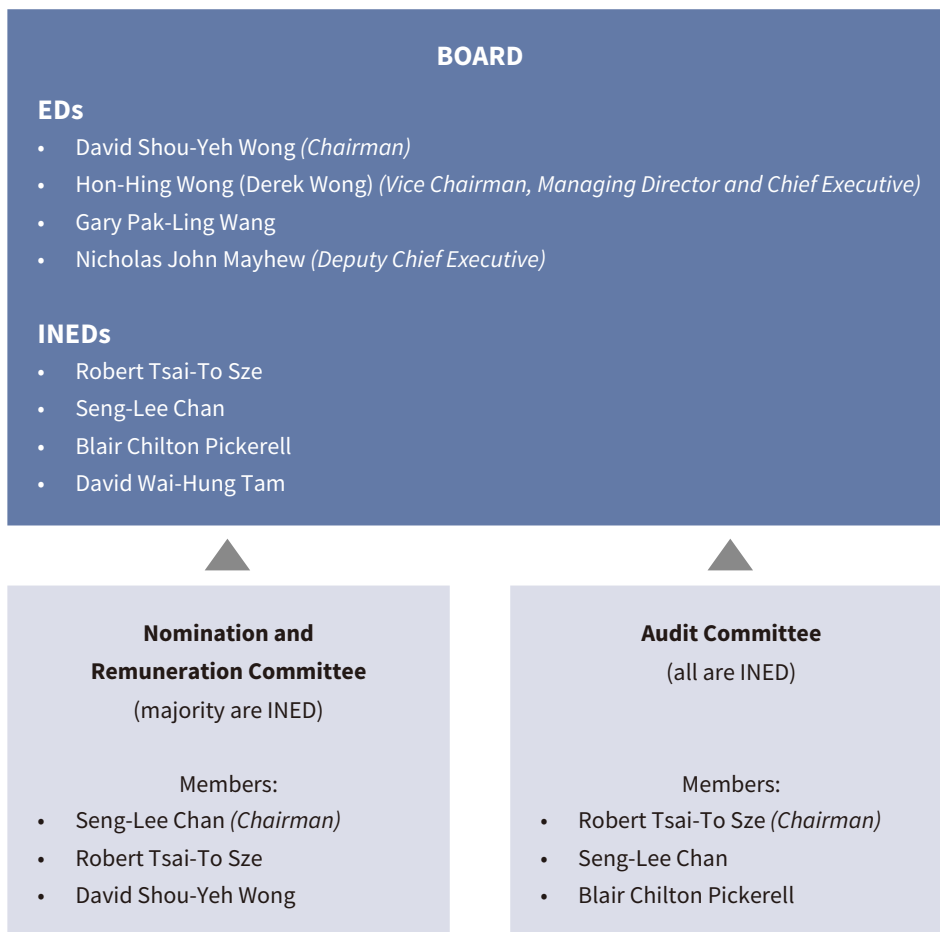 BOARD
EDs
• David Shou-Yeh Wong (Chairman)
• Hon-Hing Wong (Derek Wong) (Vice Chairman, Managing Director and Chief Executive)
• Gary Pak-Ling Wang
• Nicholas John Mayhew (Deputy Chief Executive)
INEDs
• Robert Tsai-To Sze
• Seng-Lee Chan
• Blair Chilton Pickerell
• David Wai-Hung Tam
Nomination and
Remuneration Committee
(majority are INED)
Members:
• Seng-Lee Chan (Chairman)
• Robert Tsai-To Sze
• David Shou-Yeh Wong
Audit Committee
(all are INED)
Members:
• Robert Tsai-To Sze (Chairman)
• Seng-Lee Chan
• Blair Chilton Pickerell